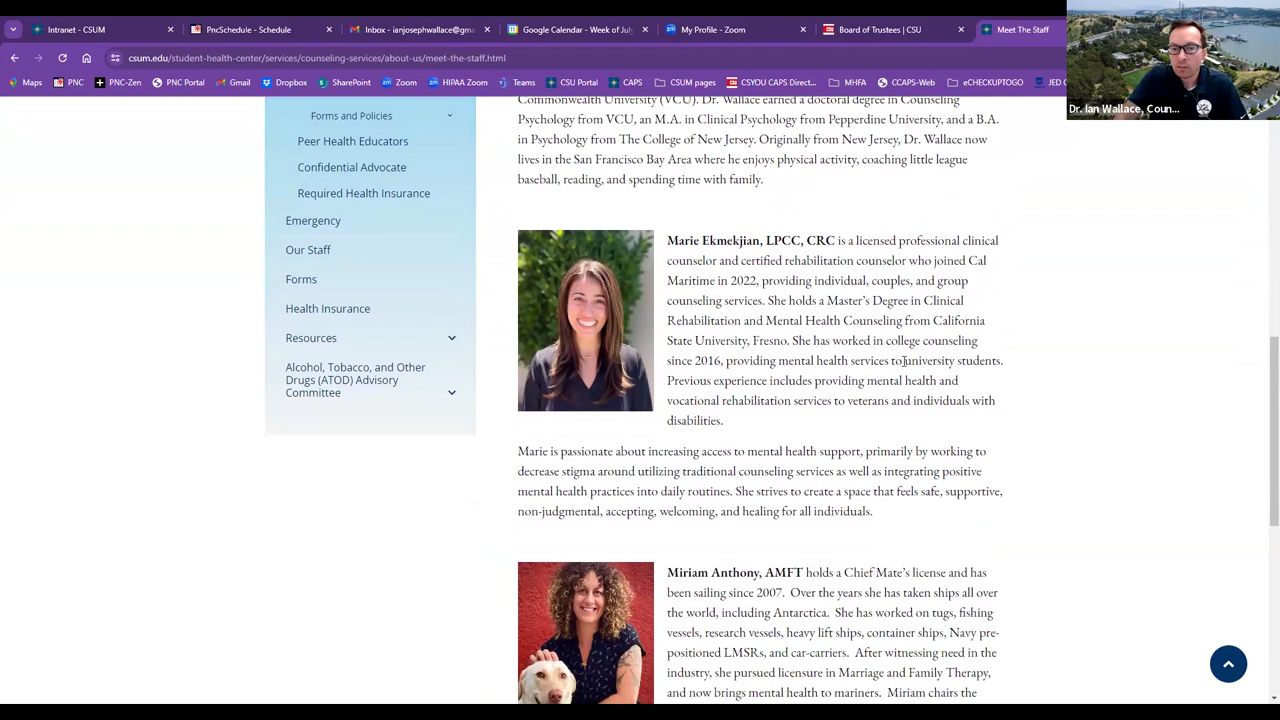 Intranet - CSUM
PncSchedule - Schedule
Inbox - ianjosephwallace@gm
Google Calendar - Week of July
My Profile - Zoom
Board of Trustees | CSU
Meet The Staff
csum.edu/student-health-center/services/counseling-services/about-us/meet-the-staff.html
Maps
PNC
PNC-Zen
PNC Portal
Gmail
Dropbox
SharePoint
Zoom
HIPAA Zoom
Teams
CSU Portal
CAPS
CSUM pages
CSYOU CAPS Direct...
MHFA
CCAPS-Web
eCHECKUPTOGO
JED C
Dr. Ian Wallace, Coun...
Forms and Policies
Peer Health Educators
Confidential Advocate
Required Health Insurance
Emergency
Our Staff
Forms
Health Insurance
Resources
Alcohol, Tobacco, and Other
Drugs (ATOD) Advisory
Committee
Commonwealth University (VCU). Dr. Wallace earned a doctoral degree in Counseling
Psychology from VCU, an M.A. in Clinical Psychology from Pepperdine University, and a B.A.
in Psychology from The College of New Jersey. Originally from New Jersey, Dr. Wallace now
lives in the San Francisco Bay Area where he enjoys physical activity, coaching little league
baseball, reading, and spending time with family.
Marie Ekmekjian, LPCC, CRC is a licensed professional clinical
counselor and certified rehabilitation counselor who joined Cal
Maritime in 2022, providing individual, couples, and group
counseling services. She holds a Master's Degree in Clinical
Rehabilitation and Mental Health Counseling from California
State University, Fresno. She has worked in college counseling
since 2016, providing mental health services to university students.
Previous experience includes providing mental health and
vocational rehabilitation services to veterans and individuals with
disabilities.
Marie is passionate about increasing access to mental health support, primarily by working to
decrease stigma around utilizing traditional counseling services as well as integrating positive
mental health practices into daily routines. She strives to create a space that feels safe, supportive,
non-judgmental, accepting, welcoming, and healing for all individuals.
Miriam Anthony, AMFT holds a Chief Mate's license and has
been sailing since 2007. Over the years she has taken ships all over
the world, including Antarctica. She has worked on tugs, fishing
vessels, research vessels, heavy lift ships, container ships, Navy pre-
positioned LMSRs, and car-carriers. After witnessing need in the
industry, she pursued licensure in Marriage and Family Therapy,
and now brings mental health to mariners. Miriam chairs the